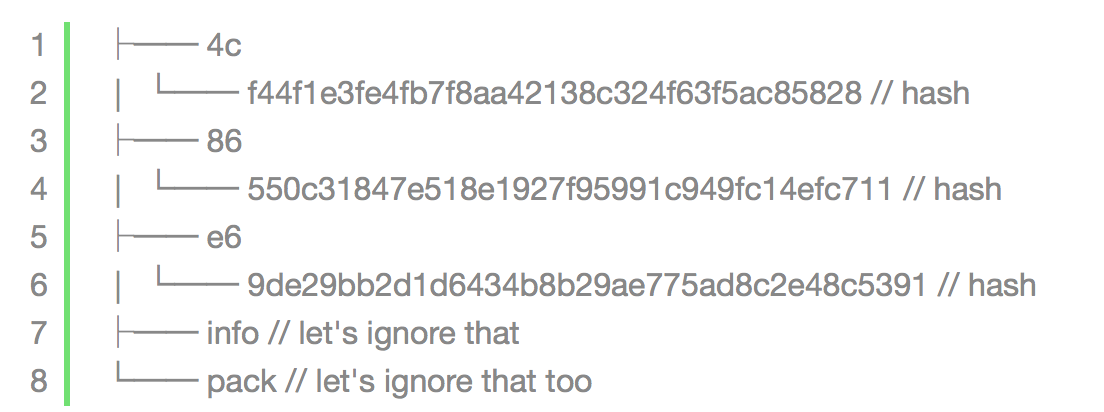 1 ├── 4c
2 │ └── f44f1e3fe4fb7f8aa42138c324f63f5ac85828 // hash
3 ├── 86
4 │ └── 550c31847e518e1927f95991c949fc14efc711 // hash
5 ├── e6
6 │ └── 9de29bb2d1d6434b8b29ae775ad8c2e48c5391 // hash
7 ├── info // let's ignore that
8 └── pack // let's ignore that too